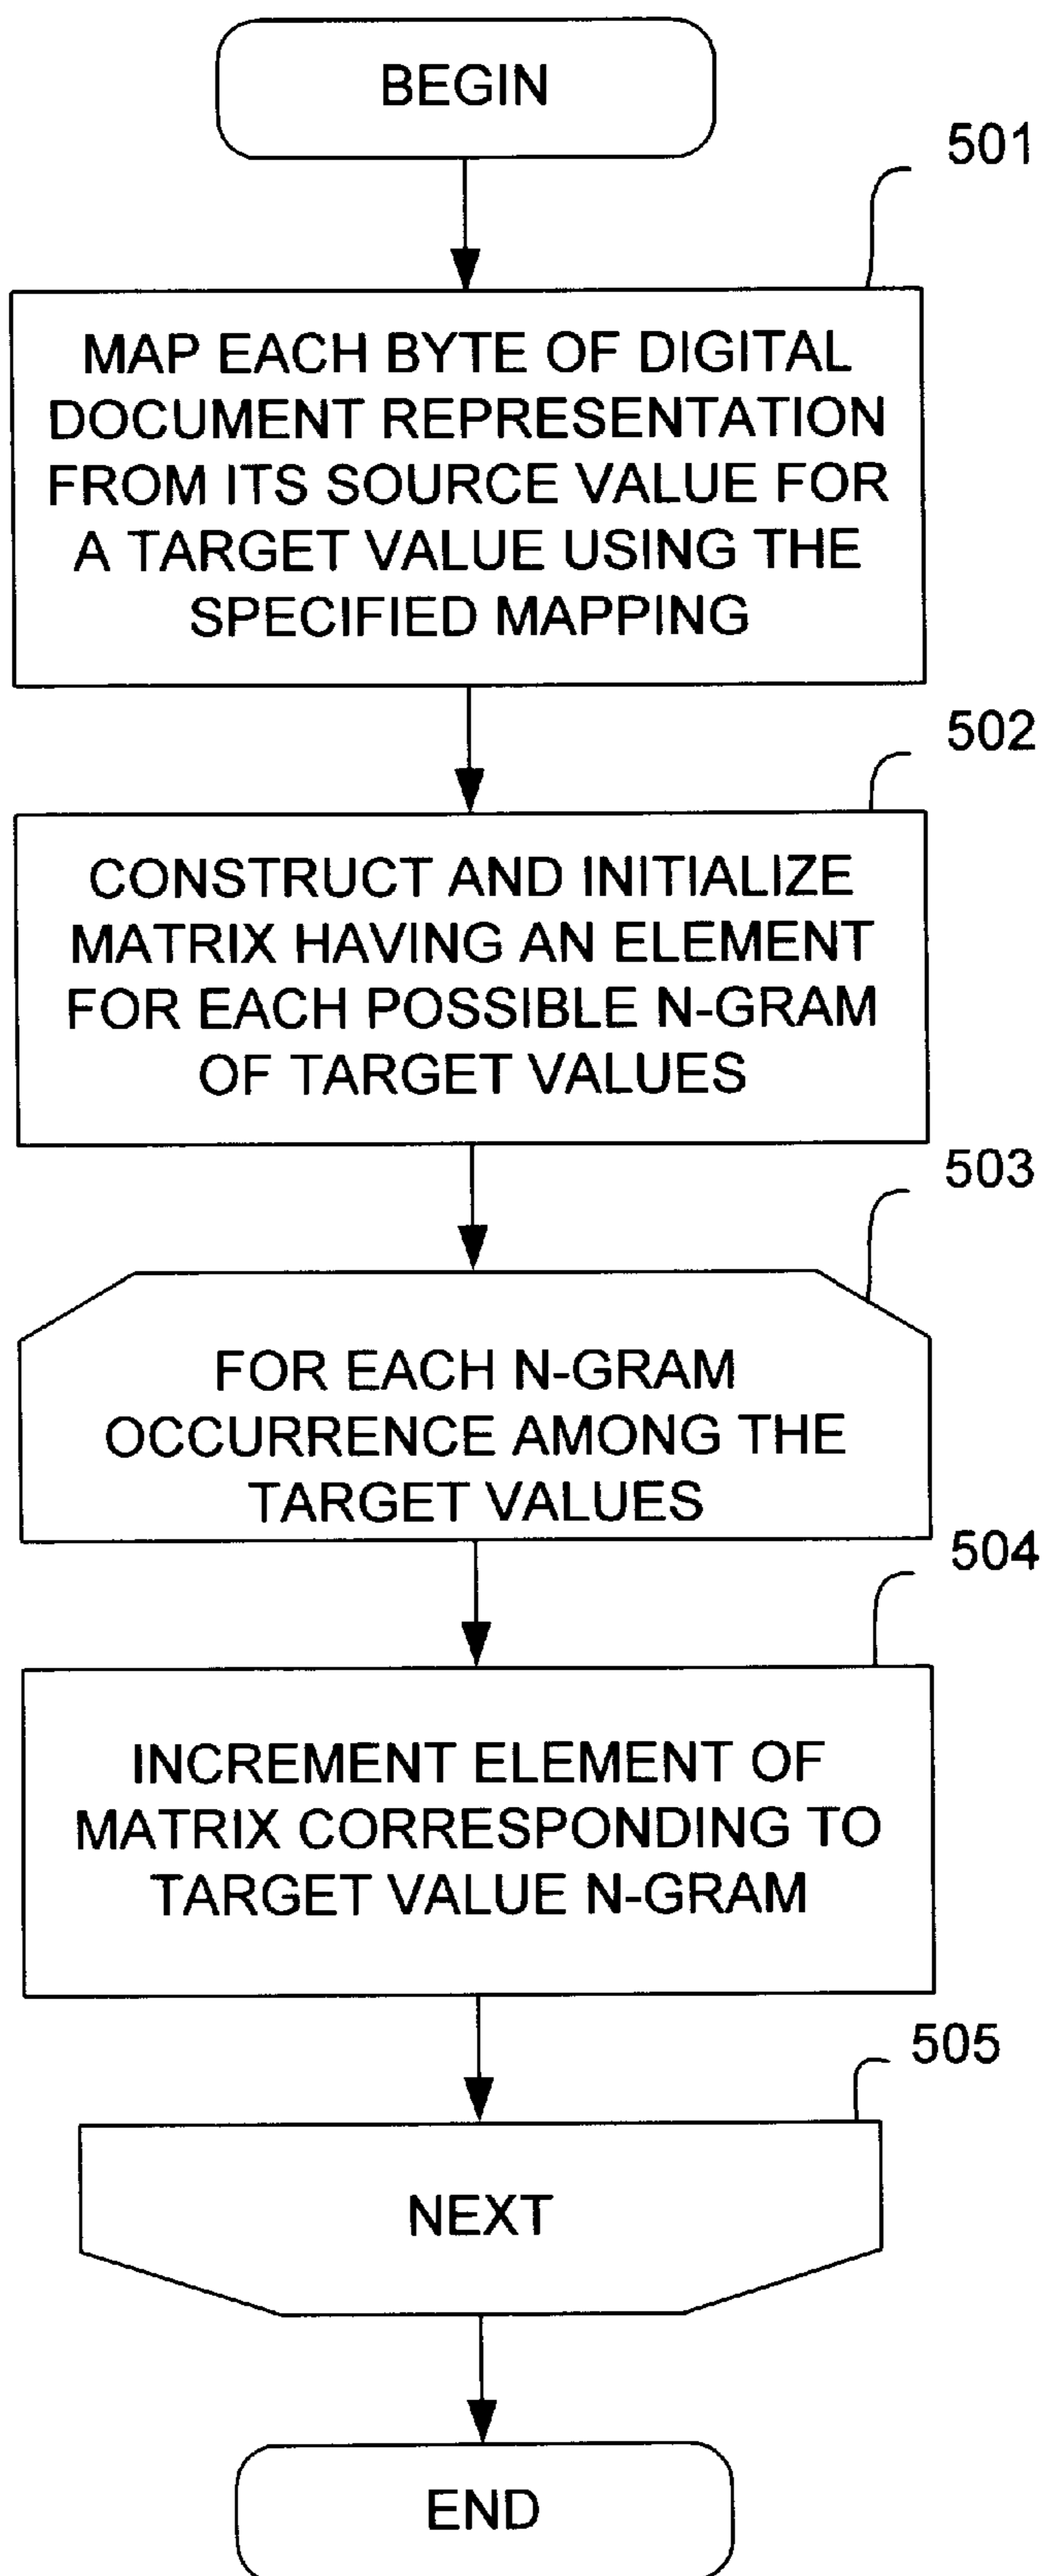 BEGIN
501
MAP EACH BYTE OF DIGITAL
DOCUMENT REPRESENTATION
FROM ITS SOURCE VALUE FOR
A TARGET VALUE USING THE
SPECIFIED MAPPING
502
CONSTRUCT AND INITIALIZE
MATRIX HAVING AN ELEMENT
FOR EACH POSSIBLE N-GRAM
OF TARGET VALUES
503
FOR EACH N-GRAM
OCCURRENCE AMONG THE
TARGET VALUES
504
INCREMENT ELEMENT OF
MATRIX CORRESPONDING TO
TARGET VALUE N-GRAM
505
NEXT
END